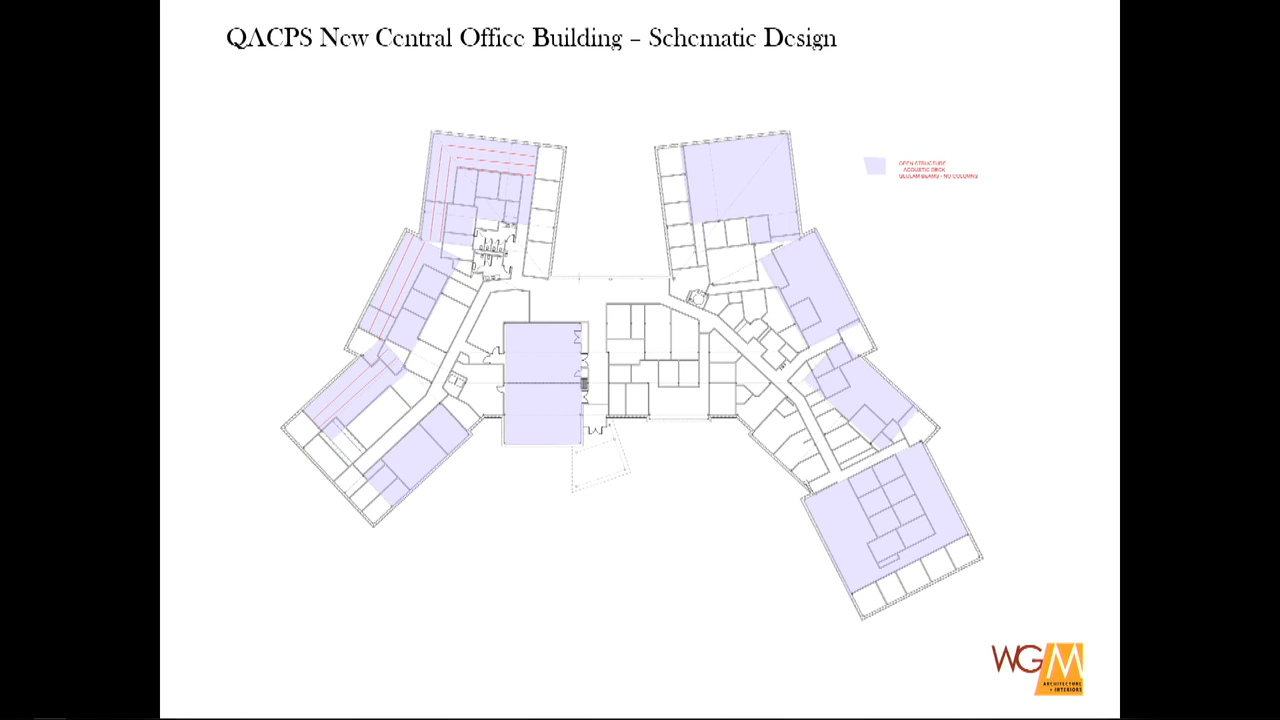 QACPS New Central Office Building – Schematic Design
OPEN STRUCTURE
ACOUSTIC DECK
GLULAM BEAMS - NO COLUMNS
WGM
ARCHITECTURE
+ INTERIORS